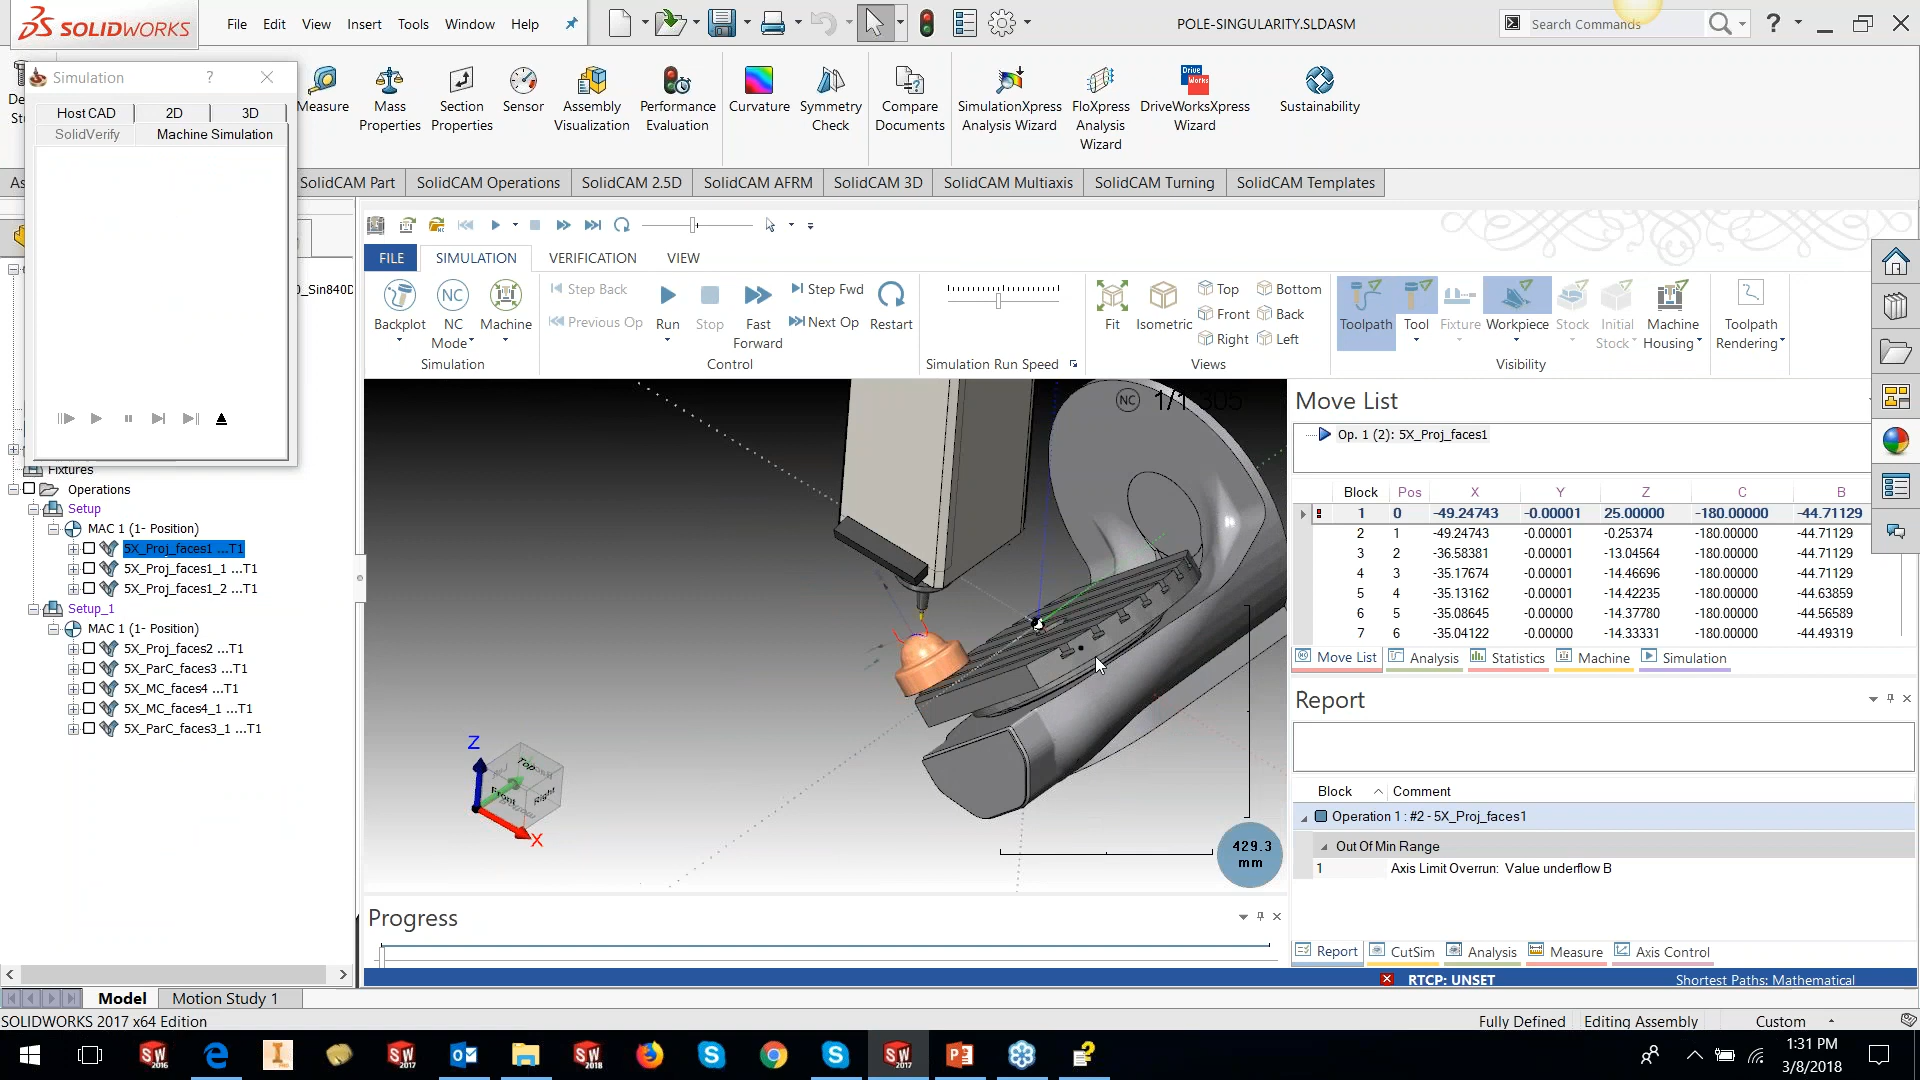 SOLIDWORKS
File Edit View Insert Tools Window Help
POLE-SINGULARITY.SLDASM
Search Commands
Simulation ?
HostCAD 2D 3D
SolidVerify Machine Simulation
Measure
Mass Properties
Section Properties
Sensor
Assembly Visualization
Performance Evaluation
Curvature
Symmetry Check
Compare Documents
SimulationXpress Analysis Wizard
FloXpress Analysis Wizard
DriveWorksXpress Wizard
Sustainability
SolidCAM Part SolidCAM Operations SolidCAM 2.5D SolidCAM AFRM SolidCAM 3D SolidCAM Multiaxis SolidCAM Turning SolidCAM Templates
FILE SIMULATION VERIFICATION VIEW
Backplot
NC Mode
Machine
Simulation
Step Back
Previous Op
Run
Stop
Fast Forward
Step Fwd
Next Op
Restart
Control
Simulation Run Speed
Fit
Isometric
Top Bottom
Front Back
Right Left
Views
Toolpath
Tool
Fixture
Workpiece
Stock
Initial Stock
Machine Housing
Toolpath Rendering
Visibility
0_Sin840D
Fixtures
Operations
Setup
MAC 1 (1- Position)
5X_Proj_faces1 ...T1
5X_Proj_faces1_1 ...T1
5X_Proj_faces1_2 ...T1
Setup_1
MAC 1 (1- Position)
5X_Proj_faces2 ...T1
5X_ParC_faces3 ...T1
5X_MC_faces4 ...T1
5X_MC_faces4_1 ...T1
5X_ParC_faces3_1 ...T1
NC 1/1.305
Z
Top
Front
Right
X
429.3
mm
Move List
Op. 1 (2): 5X_Proj_faces1
Block Pos X Y Z C B
1 0 -49.24743 -0.00001 25.00000 -180.00000 -44.71129
2 1 -49.24743 -0.00001 -0.25374 -180.00000 -44.71129
3 2 -36.58381 -0.00001 -13.04564 -180.00000 -44.71129
4 3 -35.17674 -0.00001 -14.46696 -180.00000 -44.71129
5 4 -35.13162 -0.00001 -14.42235 -180.00000 -44.63859
6 5 -35.08645 -0.00000 -14.37780 -180.00000 -44.56589
7 6 -35.04122 -0.00000 -14.33331 -180.00000 -44.49319
Move List Analysis Statistics Machine Simulation
Report
Block Comment
Operation 1 : #2 - 5X_Proj_faces1
Out Of Min Range
1 Axis Limit Overrun: Value underflow B
Report CutSim Analysis Measure Axis Control
Progress
RTCP: UNSET Shortest Paths: Mathematical
Model Motion Study 1
SOLIDWORKS 2017 x64 Edition
Fully Defined Editing Assembly Custom
1:31 PM
3/8/2018